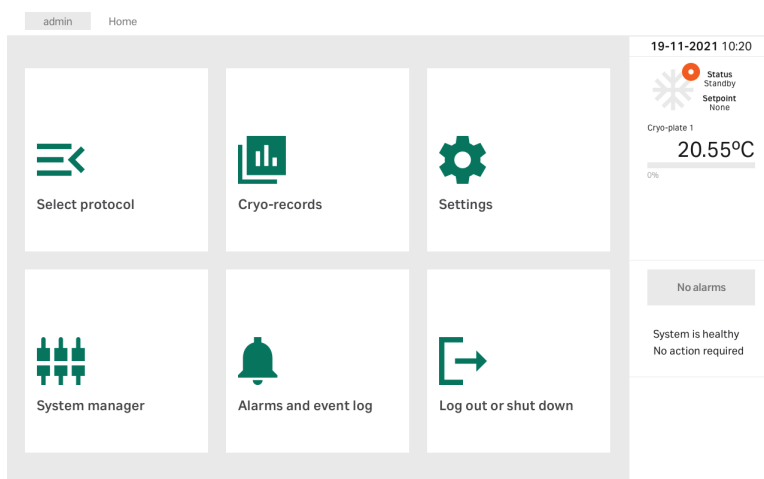 admin
Home
19-11-2021 10:20
Status
Standby
Setpoint
None
Cryo-plate 1
20.55ºC
0%
Select protocol
Cryo-records
Settings
No alarms
System is healthy
No action required
System manager
Alarms and event log
Log out or shut down